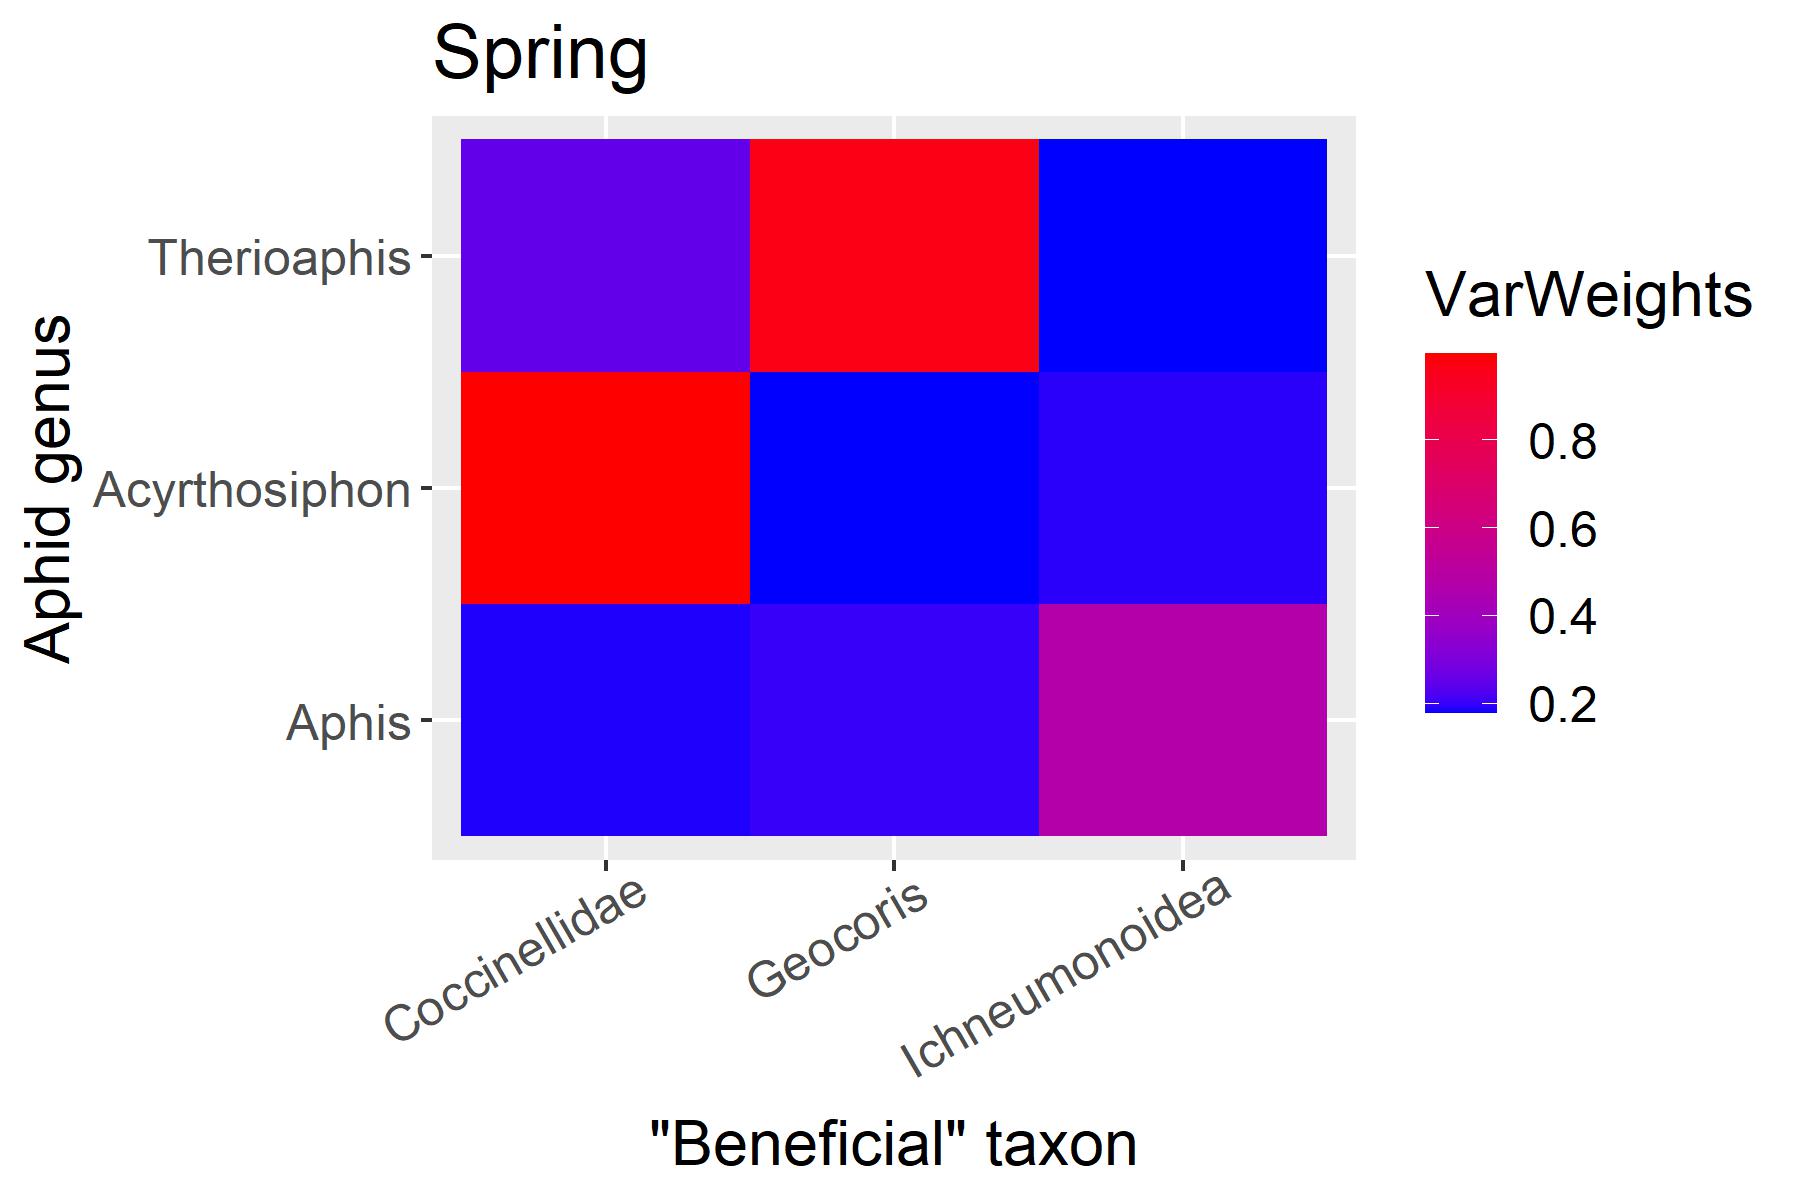 Spring
Aphid genus
Therioaphis
Acyrthosiphon
Aphis
Coccinellidae
Geocoris
Ichneumonoidea
"Beneficial" taxon
VarWeights
0.8
0.6
0.4
0.2